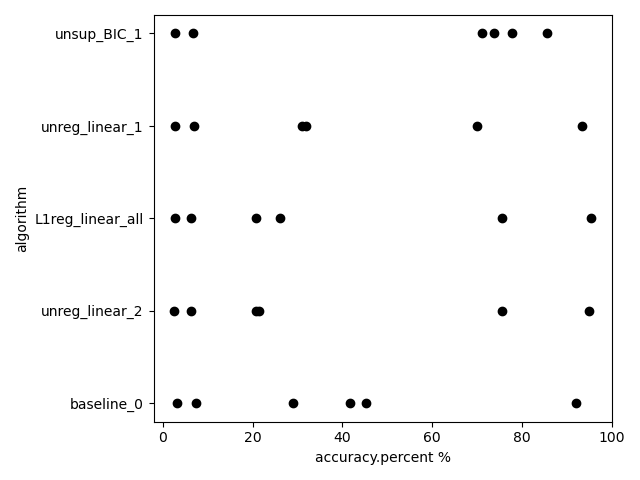 unsup_BIC_1
unreg_linear_1
L1reg_linear_all
unreg_linear_2
baseline_0
algorithm
0 20 40 60 80 100
accuracy.percent %